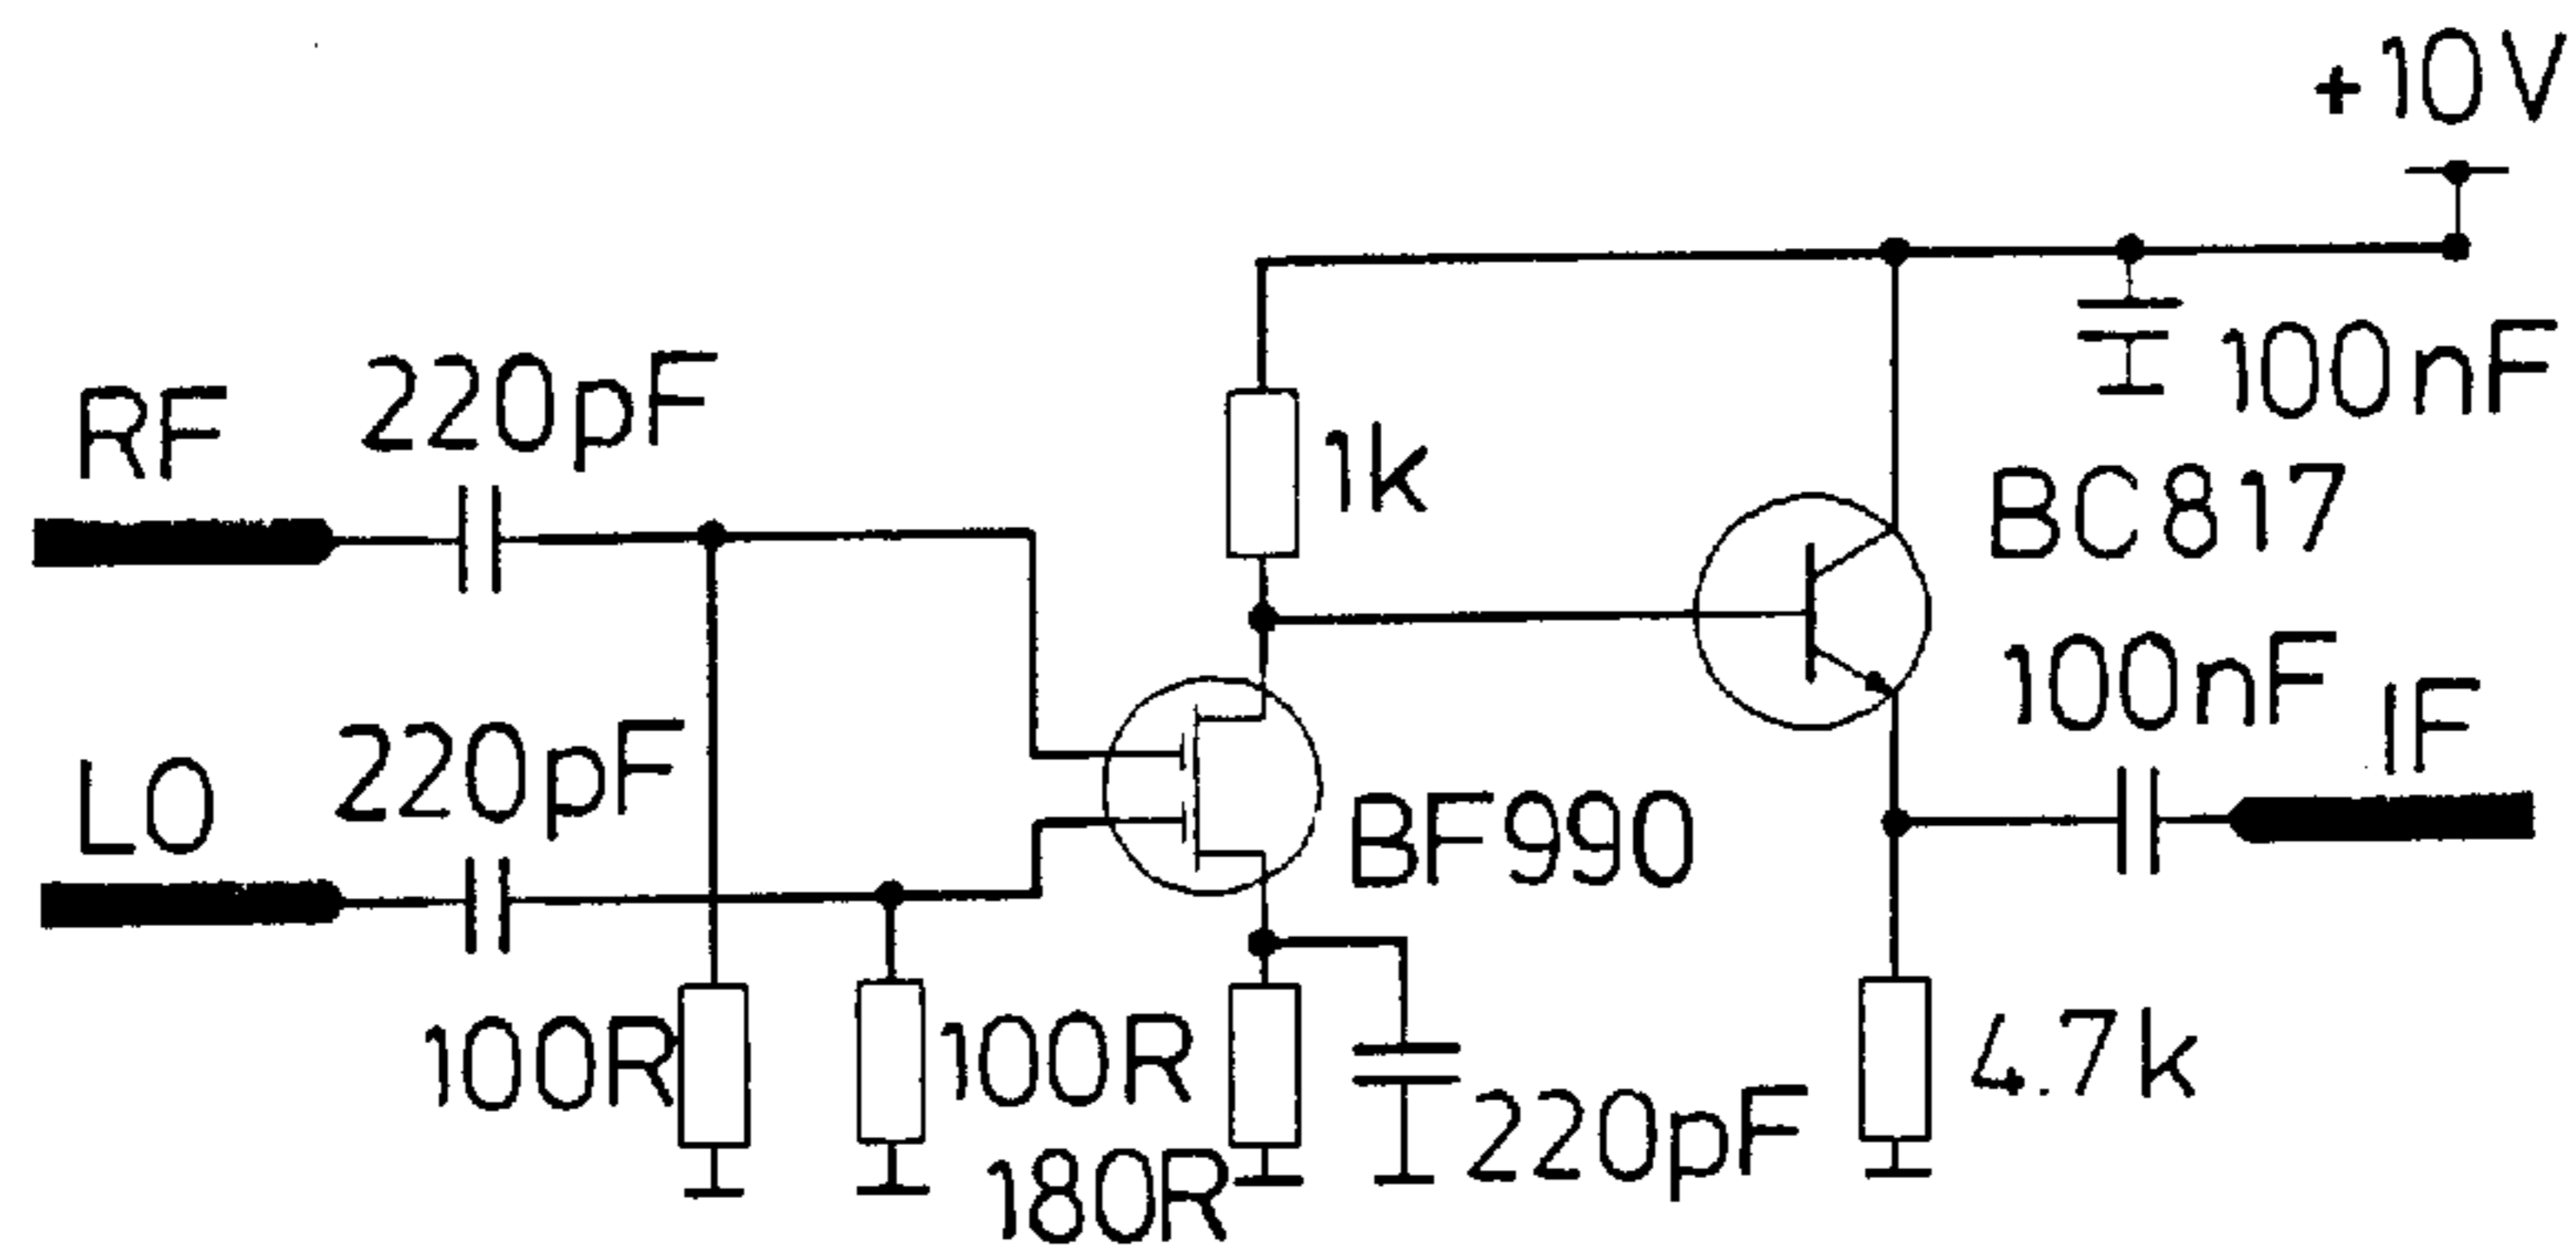 +10V
RF
220pF
100nF
1k
BC817
LO
220pF
100nF
IF
BF990
100R
100R
4.7k
180R
220pF